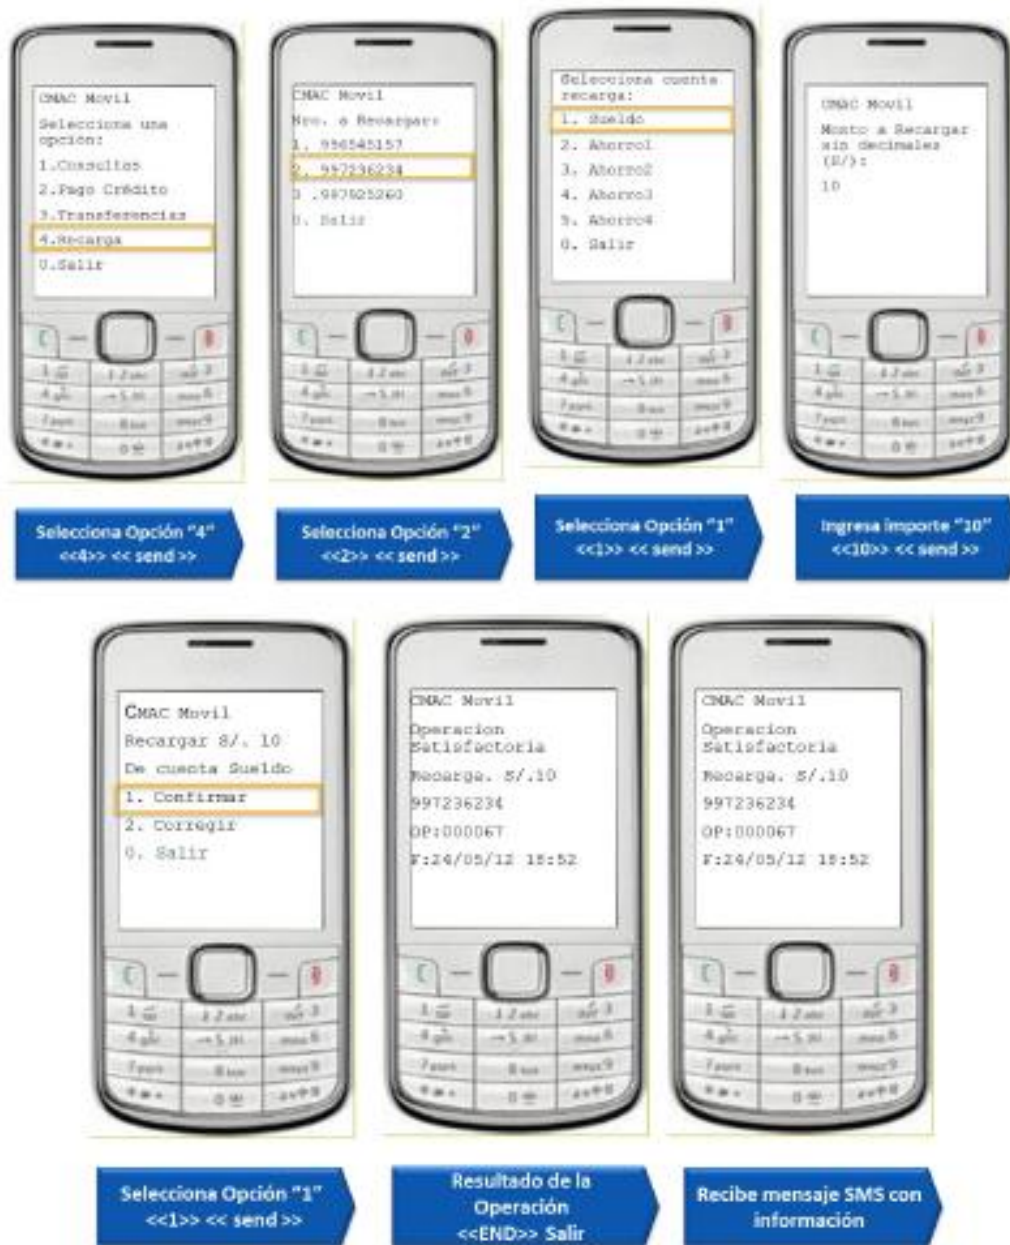 CMAC Movil
Selecciona una
opción:
1.Consultas
2.Pago Crédito
3.Transferencias
4.Recarga
0.Salir
Selecciona Opción "4"
<<4>> << send >>
CMAC Movil
Nro. a Recargar:
1. 996545157
2. 997236234
3 .987825260
0. Salir
Selecciona Opción "2"
<<2>> << send >>
Selecciona cuenta
recarga:
1. Sueldo
2. Ahorro1
3. Ahorro2
4. Ahorro3
5. Ahorro4
0. Salir
Selecciona Opción "1"
<<1>> << send >>
CMAC Movil
Monto a Recargar
sin decimales
(S/):
10
Ingresa importe "10"
<<10>> << send >>
CMAC Movil
Recargar S/. 10
De cuenta Sueldo
1. Confirmar
2. Corregir
0. Salir
Selecciona Opción "1"
<<1>> << send >>
CMAC Movil
Operacion
Satisfactoria
Recarga. S/.10
997236234
OP:000067
F:24/05/12 18:52
Resultado de la
Operación
<<END>> Salir
CMAC Movil
Operacion
Satisfactoria
Recarga. S/.10
997236234
OP:000067
F:24/05/12 18:52
Recibe mensaje SMS con
información